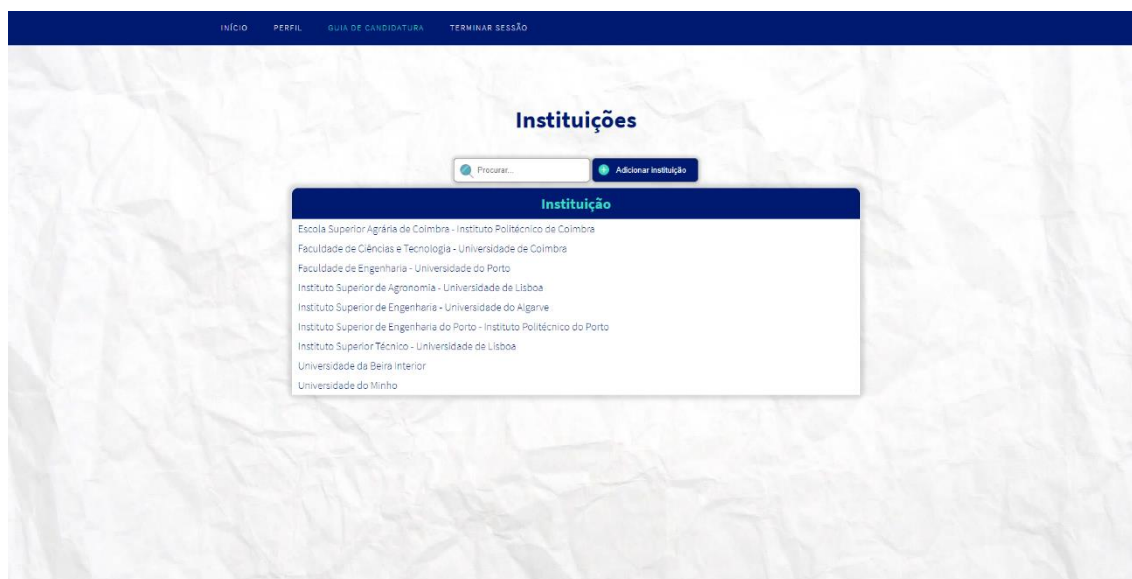 INÍCIO PERFIL GUIA DE CANDIDATURA TERMINAR SESSÃO
Instituições
Procurar... Adicionar instituição
Instituição
Escola Superior Agrária de Coimbra - Instituto Politécnico de Coimbra
Faculdade de Ciências e Tecnologia - Universidade de Coimbra
Faculdade de Engenharia - Universidade do Porto
Instituto Superior de Agronomia - Universidade de Lisboa
Instituto Superior de Engenharia - Universidade do Algarve
Instituto Superior de Engenharia do Porto - Instituto Politécnico do Porto
Instituto Superior Técnico - Universidade de Lisboa
Universidade da Beira Interior
Universidade do Minho